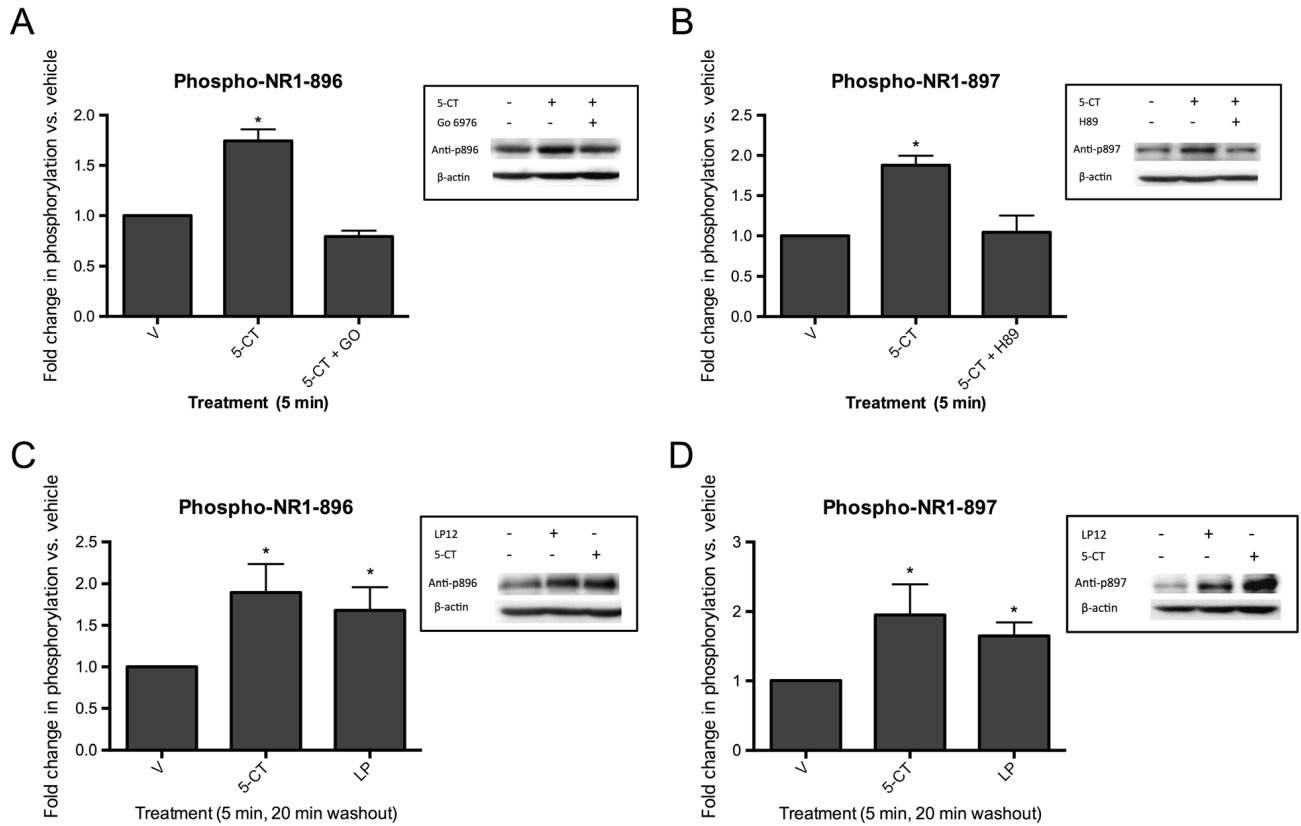 A
Fold change in phosphorylation vs. vehicle
Phospho-NR1-896
2.0
1.5
1.0
0.5
0.0
*
V
5-CT
5-CT + GO
Treatment (5 min)
5-CT - + +
Go 6976 - - +
Anti-p896
β-actin
B
Fold change in phosphorylation vs. vehicle
Phospho-NR1-897
2.5
2.0
1.5
1.0
0.5
0.0
*
V
5-CT
5-CT + H89
Treatment (5 min)
5-CT - + +
H89 - - +
Anti-p897
β-actin
C
Fold change in phosphorylation vs. vehicle
Phospho-NR1-896
2.5
2.0
1.5
1.0
0.5
0.0
*
*
V
5-CT
LP
Treatment (5 min, 20 min washout)
LP12 - + -
5-CT - - +
Anti-p896
β-actin
D
Fold change in phosphorylation vs. vehicle
Phospho-NR1-897
3
2
1
0
*
*
V
5-CT
LP
Treatment (5 min, 20 min washout)
LP12 - + -
5-CT - - +
Anti-p897
β-actin